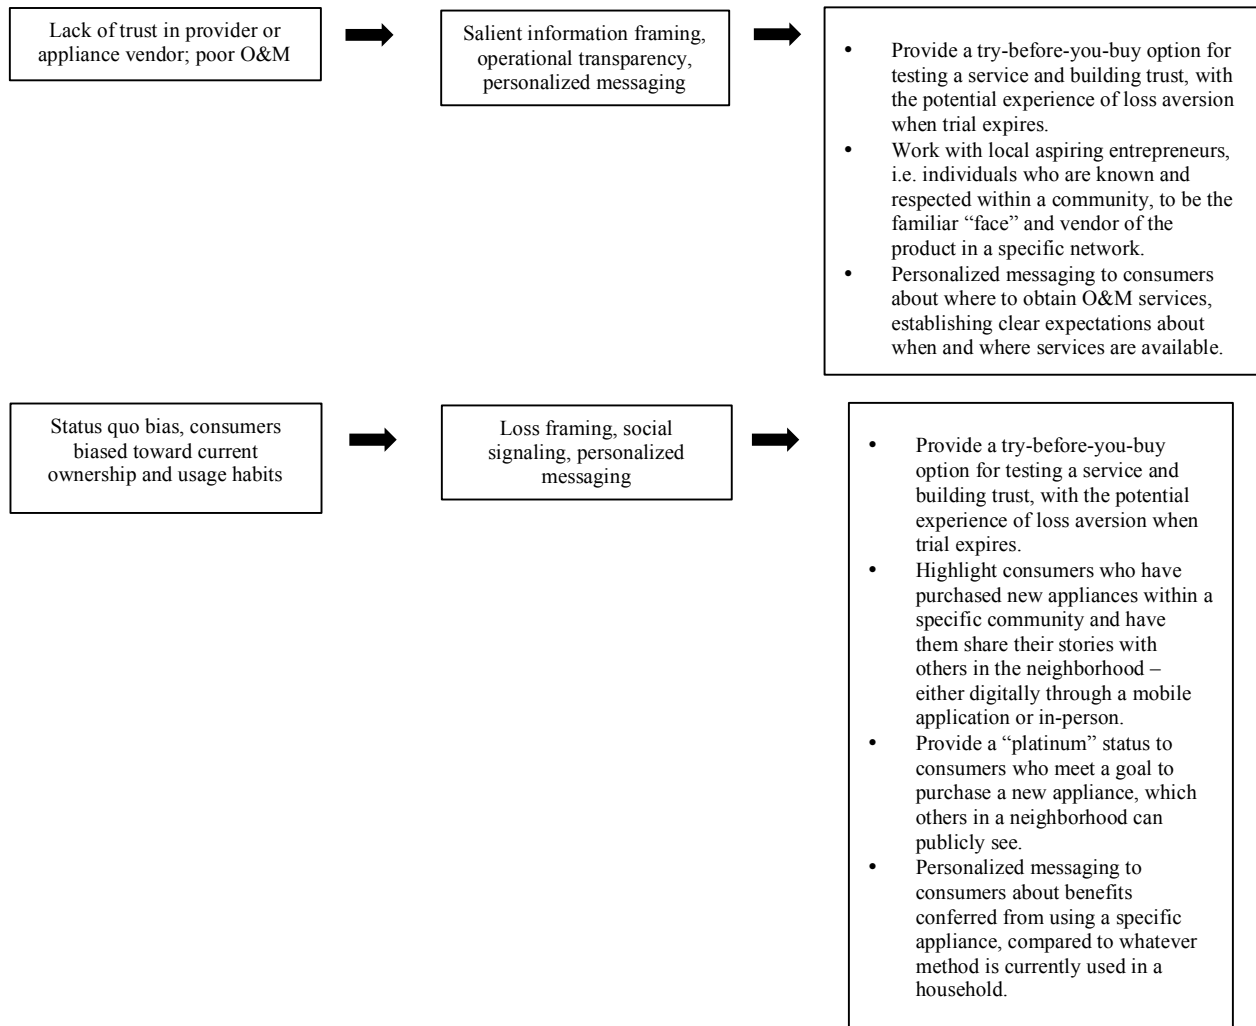 Lack of trust in provider or
appliance vendor; poor O&M
Salient information framing,
operational transparency,
personalized messaging
• Provide a try-before-you-buy option for
testing a service and building trust, with
the potential experience of loss aversion
when trial expires.
• Work with local aspiring entrepreneurs,
i.e. individuals who are known and
respected within a community, to be the
familiar “face” and vendor of the
product in a specific network.
• Personalized messaging to consumers
about where to obtain O&M services,
establishing clear expectations about
when and where services are available.
Status quo bias, consumers
biased toward current
ownership and usage habits
Loss framing, social
signaling, personalized
messaging
• Provide a try-before-you-buy
option for testing a service and
building trust, with the potential
experience of loss aversion when
trial expires.
• Highlight consumers who have
purchased new appliances within a
specific community and have
them share their stories with
others in the neighborhood –
either digitally through a mobile
application or in-person.
• Provide a “platinum” status to
consumers who meet a goal to
purchase a new appliance, which
others in a neighborhood can
publicly see.
• Personalized messaging to
consumers about benefits
conferred from using a specific
appliance, compared to whatever
method is currently used in a
household.